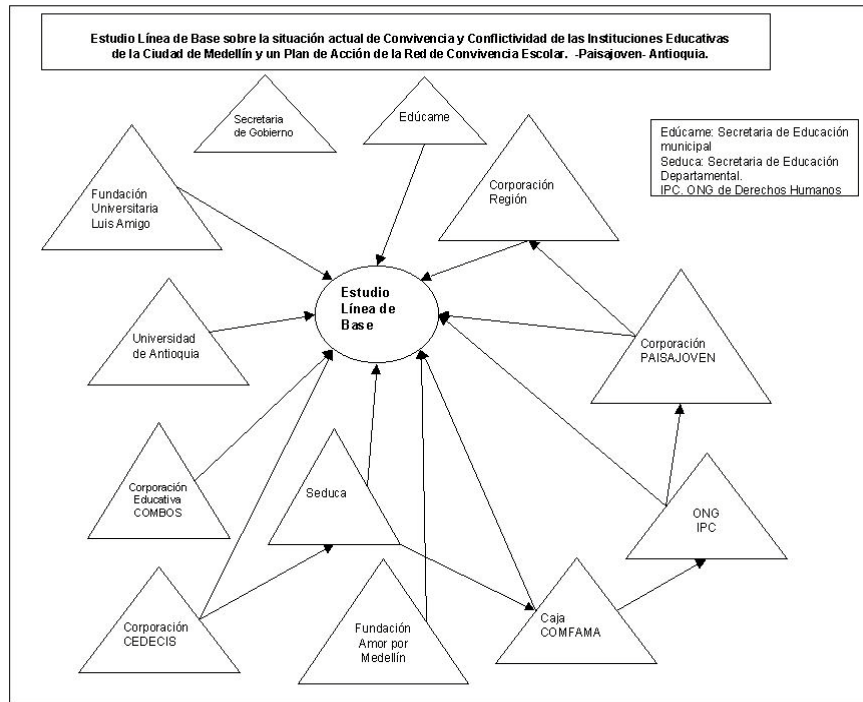 Estudio Línea de Base sobre la situación actual de Convivencia y Conflictividad de las Instituciones Educativas
de la Ciudad de Medellín y un Plan de Acción de la Red de Convivencia Escolar. -Paisajoven- Antioquia.
Secretaria
de Gobierno
Edúcame
Edúcame: Secretaria de Educación
municipal
Seduca: Secretaria de Educación
Departamental.
IPC. ONG de Derechos Humanos
Fundación
Universitaria
Luis Amigo
Corporación
Región
Estudio
Línea de
Base
Universidad
de Antioquia
Corporación
PAISAJOVEN
Corporación
Educativa
COMBOS
Seduca
ONG
IPC
Corporación
CEDECIS
Fundación
Amor por
Medellín
Caja
COMFAMA